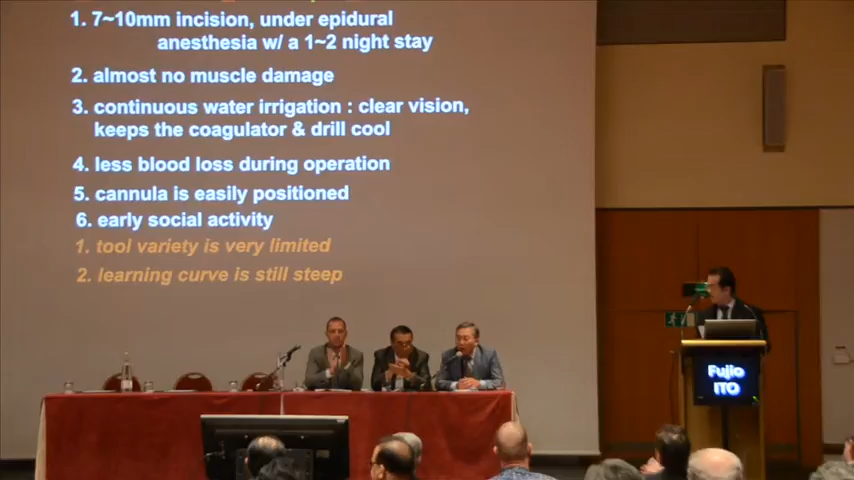 1. 7~10mm incision, under epidural
anesthesia w/ a 1~2 night stay
2. almost no muscle damage
3. continuous water irrigation : clear vision,
keeps the coagulator & drill cool
4. less blood loss during operation
5. cannula is easily positioned
6. early social activity
1. tool variety is very limited
2. learning curve is still steep
Fujio
ITO